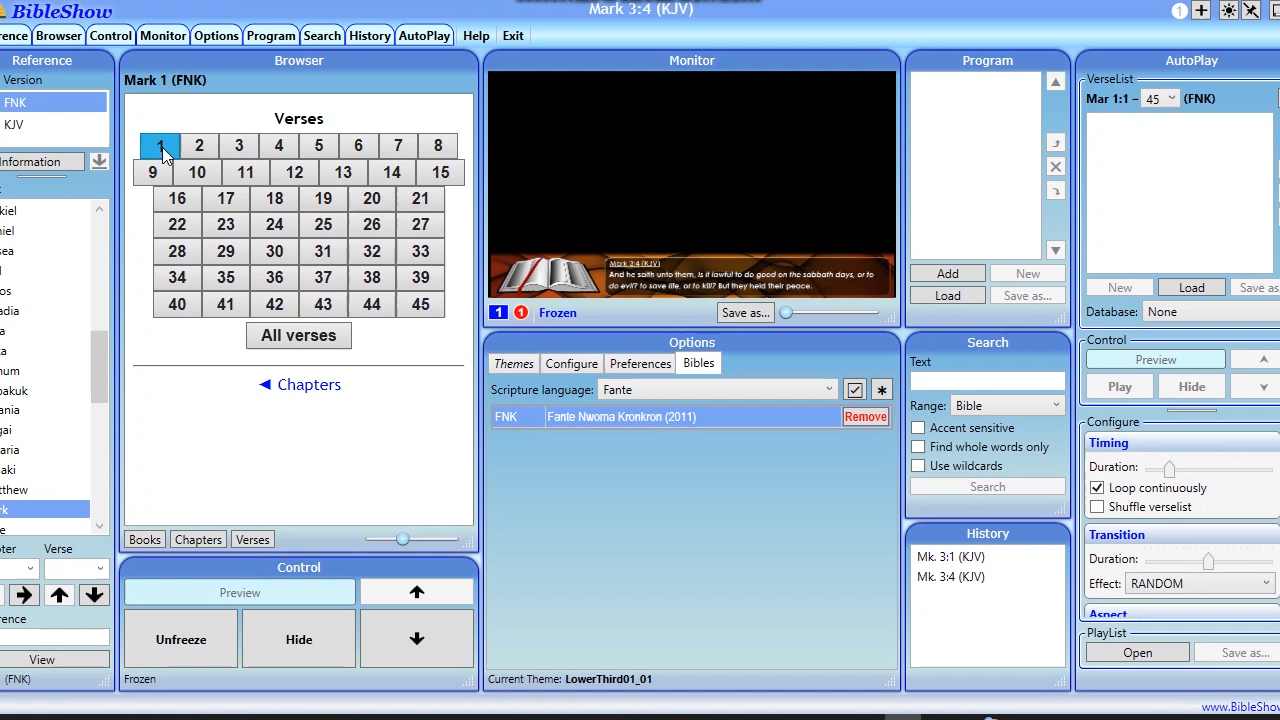 BibleShow
Mark 3:4 (KJV)
1
rence Browser Control Monitor Options Program Search History AutoPlay Help Exit
Reference
Version
FNK
KJV
nformation
kiel
niel
sea
l
os
adia
a
ta
num
oakuk
ania
gai
aria
aki
tthew
rk
e
oter Verse
rence
View
(FNK)
Browser
Mark 1 (FNK)
Verses
1 2 3 4 5 6 7 8
9 10 11 12 13 14 15
16 17 18 19 20 21
22 23 24 25 26 27
28 29 30 31 32 33
34 35 36 37 38 39
40 41 42 43 44 45
All verses
◄ Chapters
Books Chapters Verses
Control
Preview
Unfreeze Hide
Frozen
Monitor
Mark 3:4 (KJV)
And he saith unto them, Is it lawful to do good on the sabbath days, or to
do evil? to save life, or to kill? But they held their peace.
1 1 Frozen Save as...
Options
Themes Configure Preferences Bibles
Scripture language: Fante
FNK Fante Nwoma Kronkron (2011) Remove
Current Theme: LowerThird01_01
Program
Add New
Load Save as...
Search
Text
Range: Bible
Accent sensitive
Find whole words only
Use wildcards
Search
History
Mk. 3:1 (KJV)
Mk. 3:4 (KJV)
AutoPlay
VerseList
Mar 1:1 – 45 (FNK)
New Load Save as
Database: None
Control
Preview
Play Hide
Configure
Timing
Duration:
Loop continuously
Shuffle verselist
Transition
Duration:
Effect: RANDOM
Aspect
PlayList
Open Save as...
www.BibleShow